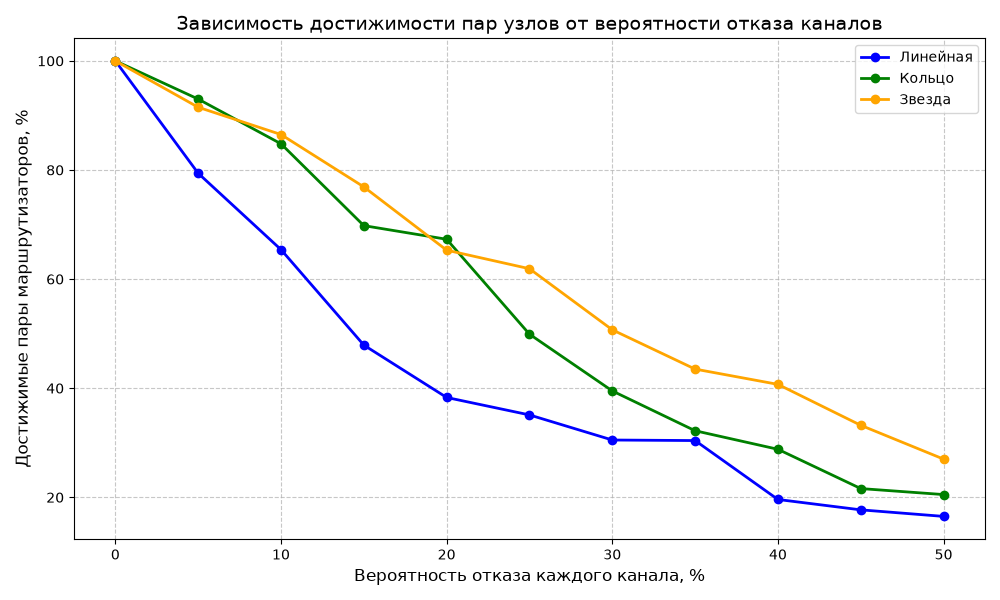 Зависимость достижимости пар узлов от вероятности отказа каналов
Линейная
Кольцо
Звезда
Достижимые пары маршрутизаторов, %
100
80
60
40
20
0 10 20 30 40 50
Вероятность отказа каждого канала, %